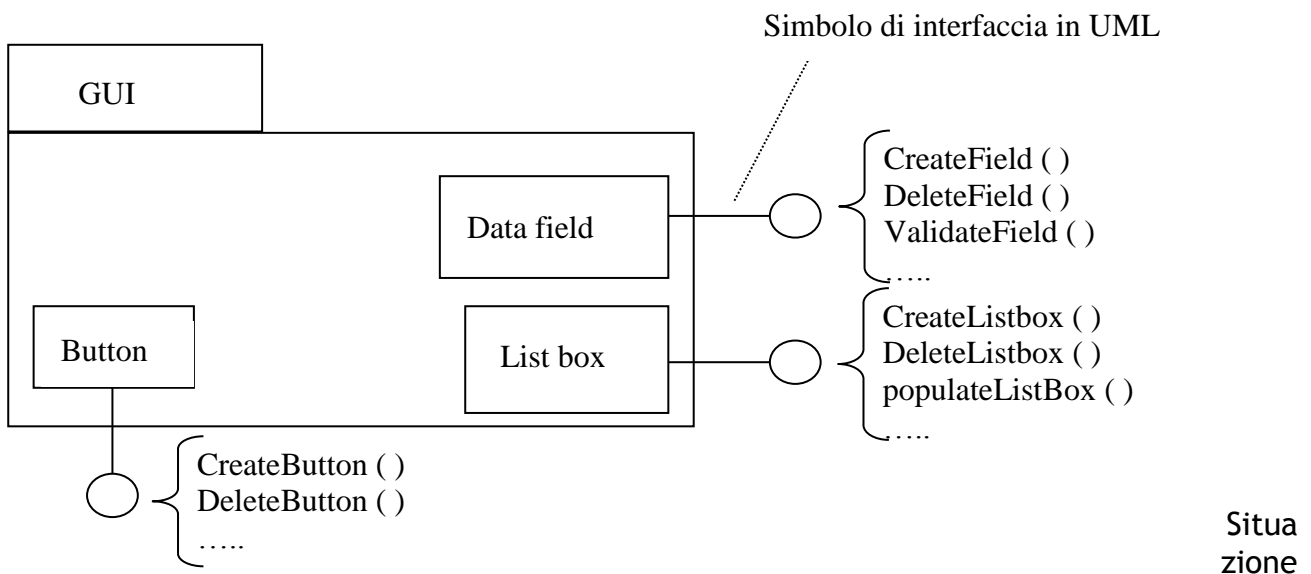 Simbolo di interfaccia in UML
GUI
CreateField ( )
DeleteField ( )
ValidateField ( )
…..
Data field
CreateListbox ( )
DeleteListbox ( )
populateListBox ( )
…..
Button
List box
CreateButton ( )
DeleteButton ( )
…..
Situa
zione